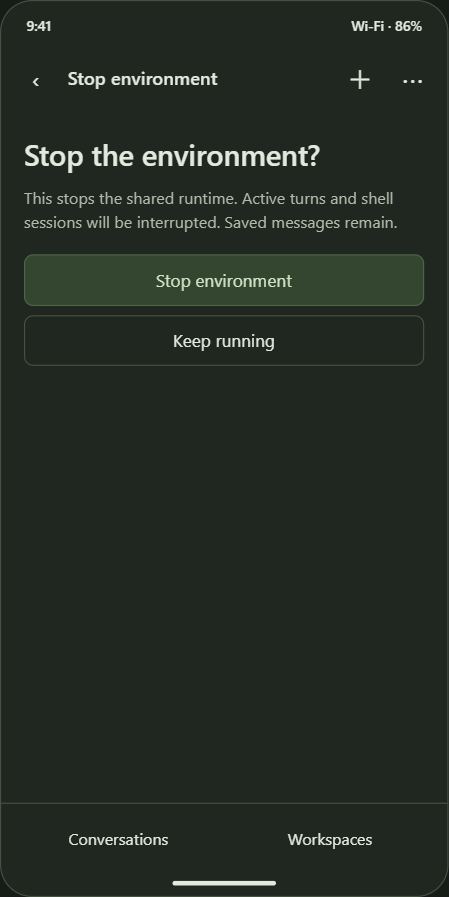 9:41
Wi-Fi · 86%
‹ Stop environment + ...
Stop the environment?
This stops the shared runtime. Active turns and shell
sessions will be interrupted. Saved messages remain.
Stop environment
Keep running
Conversations
Workspaces